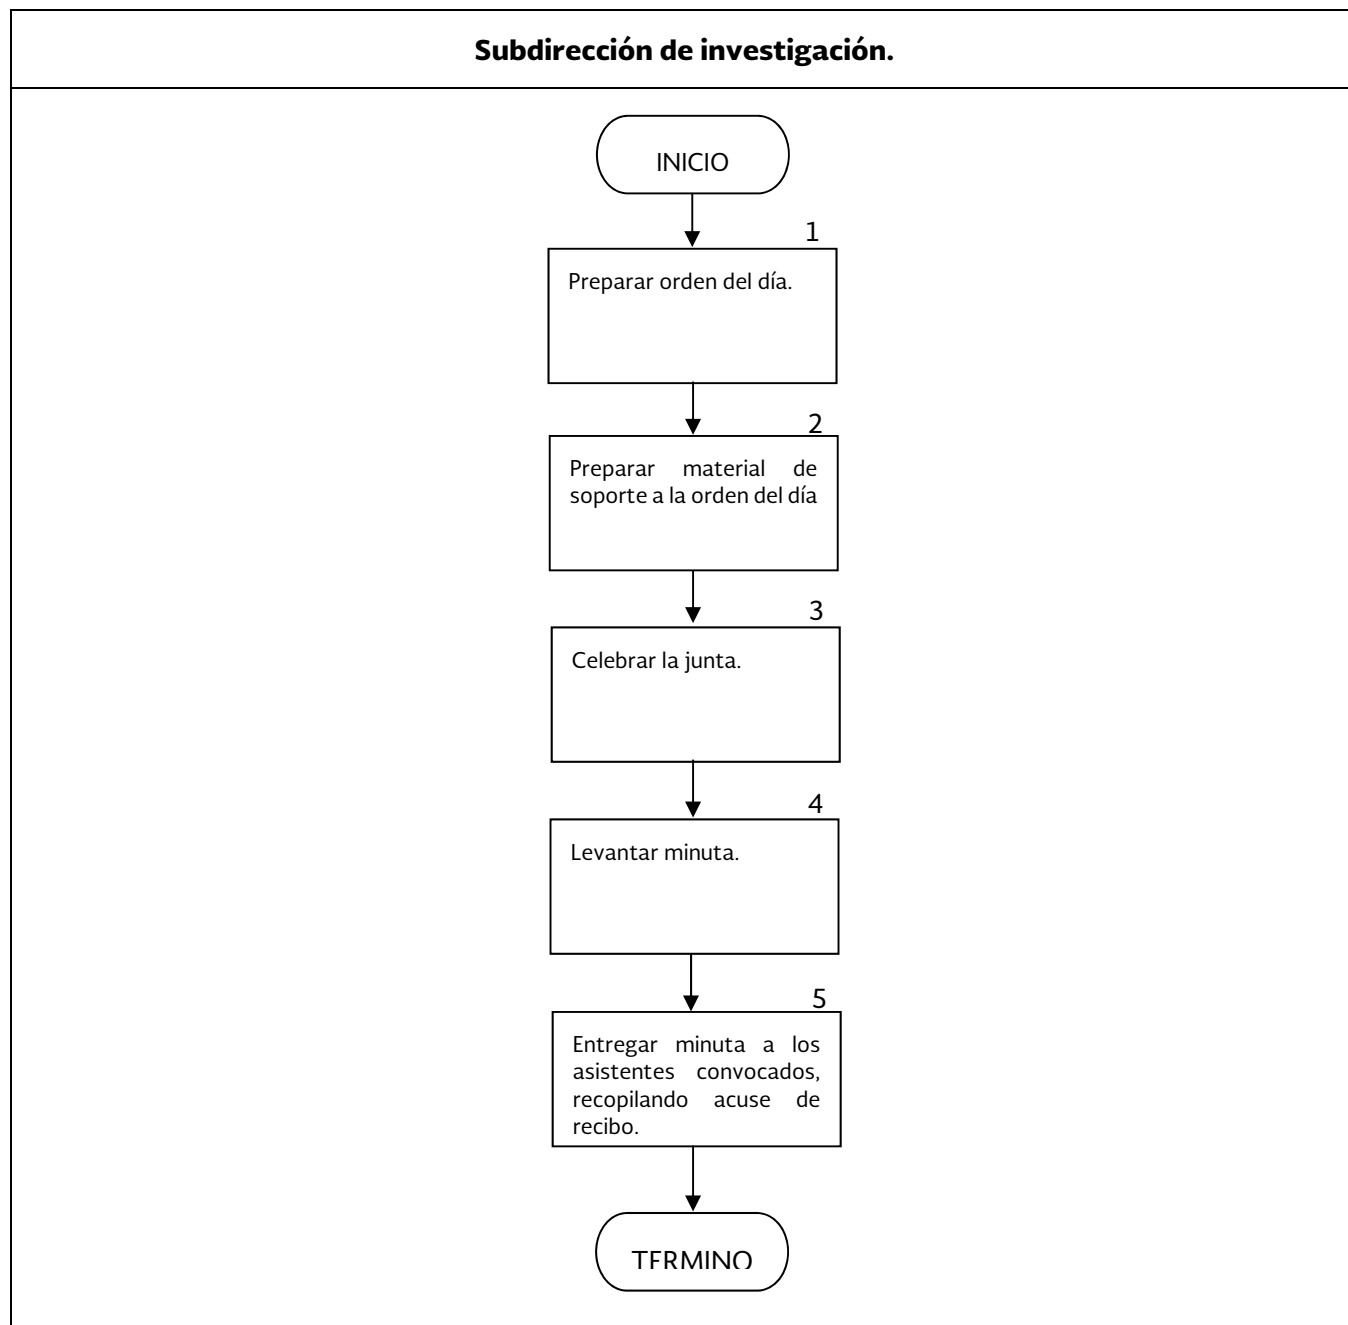 Subdirección de investigación.
INICIO
1
Preparar orden del día.
2
Preparar material de
soporte a la orden del día
3
Celebrar la junta.
4
Levantar minuta.
5
Entregar minuta a los
asistentes convocados,
recopilando acuse de
recibo.
TERMINO